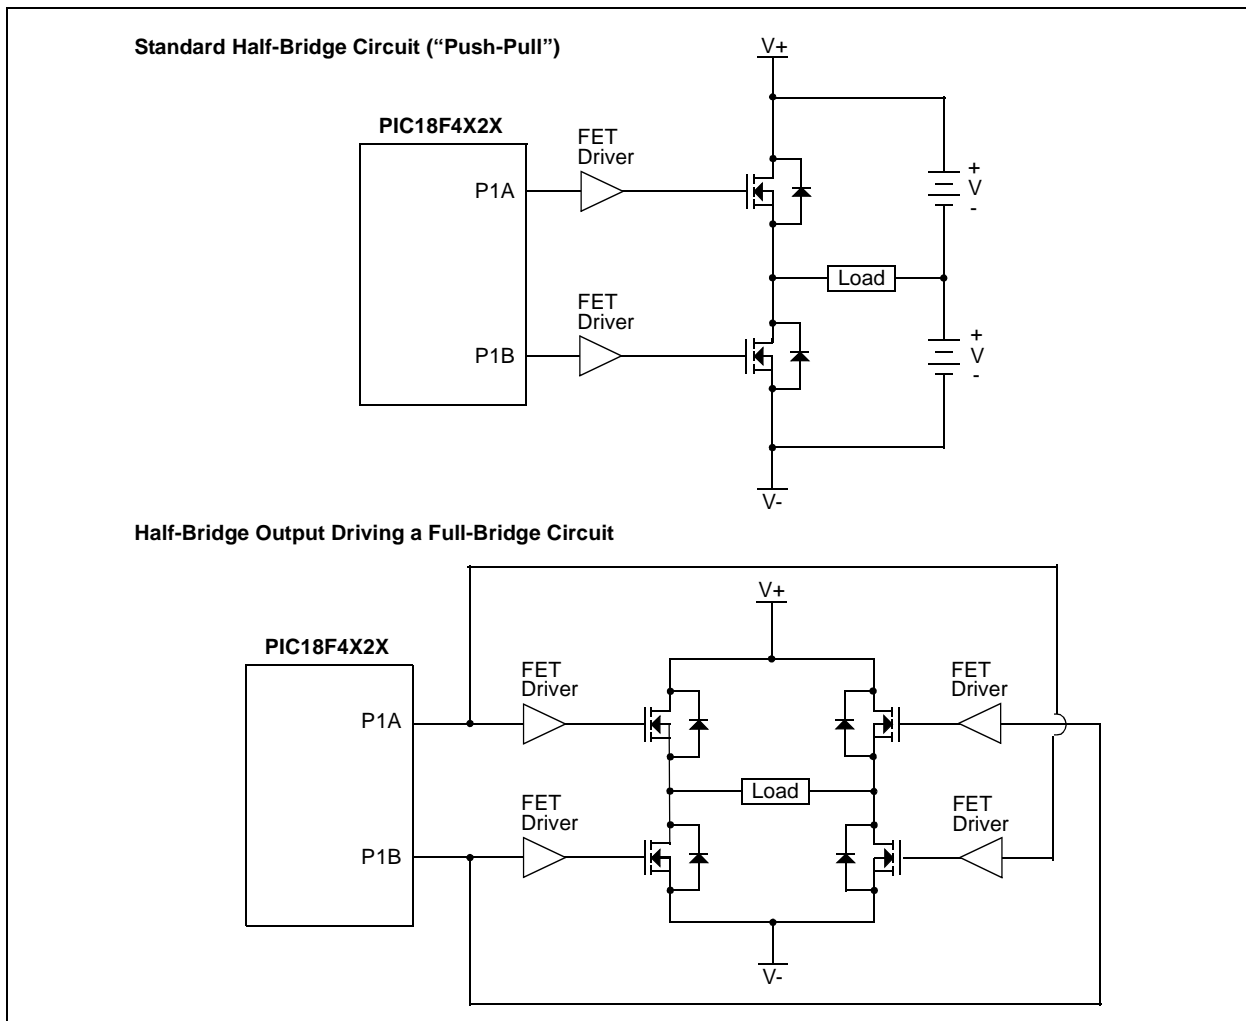 Standard Half-Bridge Circuit (“Push-Pull”)
V+
PIC18F4X2X
FET
Driver
P1A
+
V
-
Load
FET
Driver
P1B
+
V
-
V-
Half-Bridge Output Driving a Full-Bridge Circuit
V+
PIC18F4X2X
FET
Driver
FET
Driver
P1A
Load
FET
Driver
FET
Driver
P1B
V-